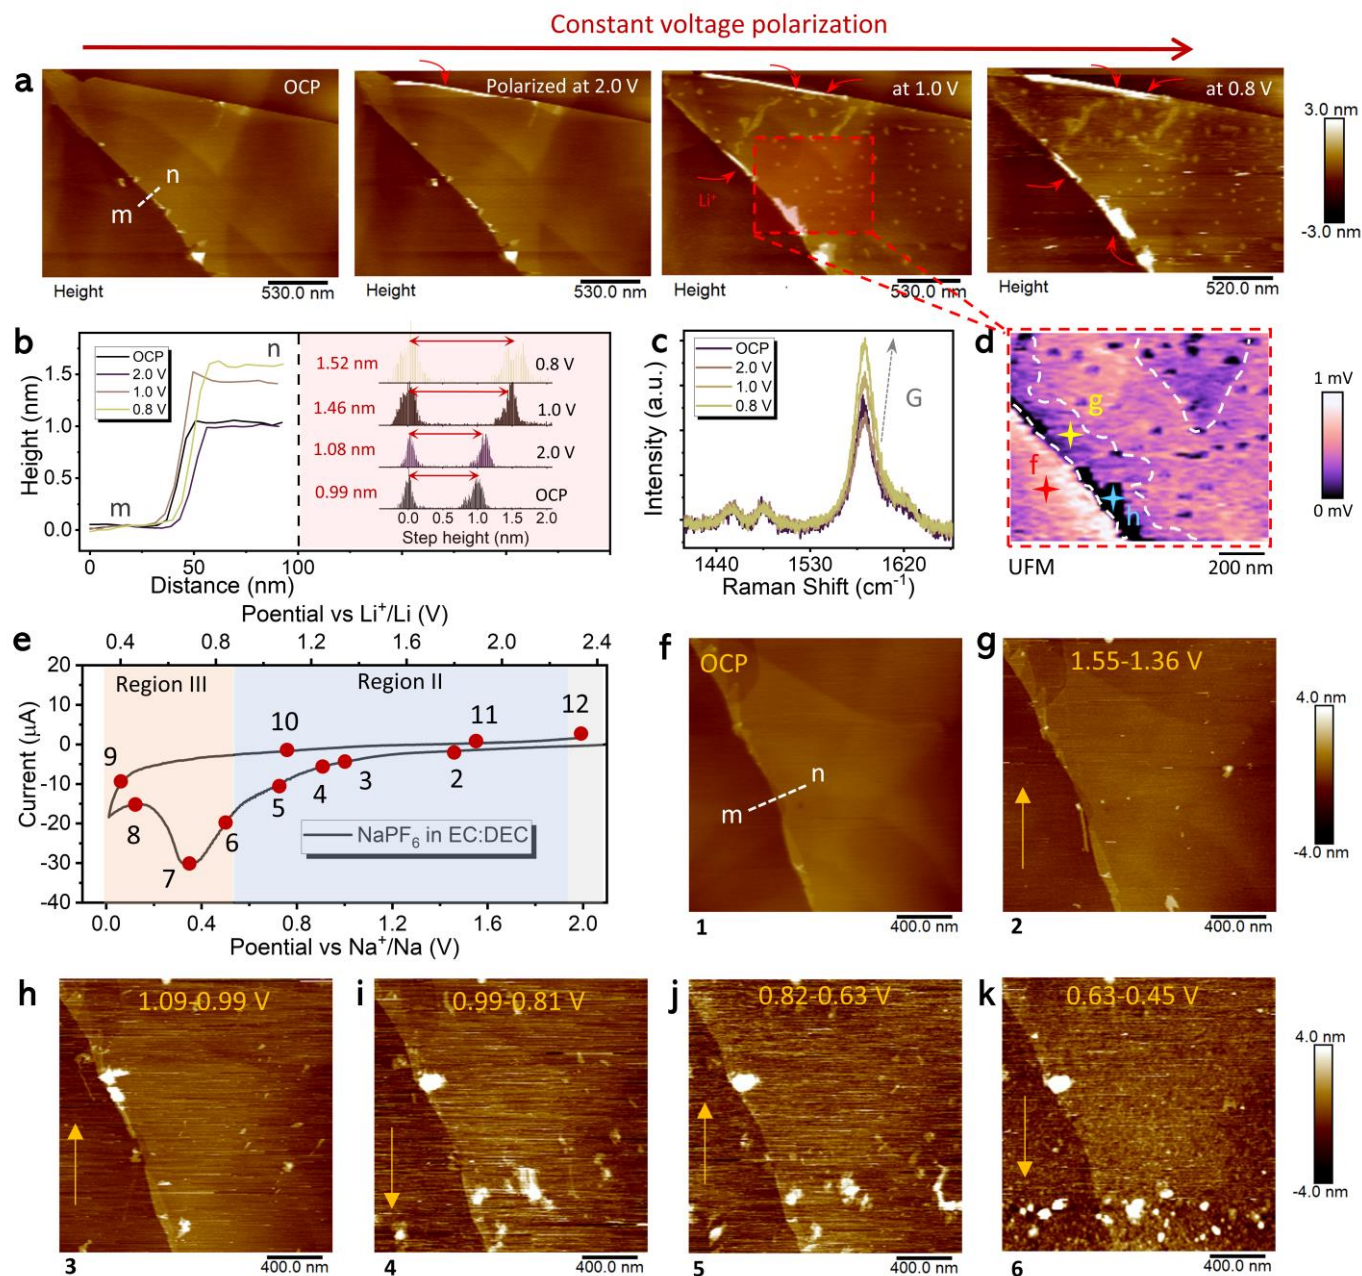 Constant voltage polarization
a
OCP
Polarized at 2.0 V
at 1.0 V
at 0.8 V
3.0 nm
-3.0 nm
n
m
Li⁺
Height
530.0 nm
Height
530.0 nm
Height
530.0 nm
Height
520.0 nm
b
OCP
2.0 V
1.0 V
0.8 V
n
m
1.5
1.0
0.5
0.0
Height (nm)
0
50
100
Distance (nm)
1.52 nm
0.8 V
1.46 nm
1.0 V
1.08 nm
2.0 V
0.99 nm
OCP
0.0 0.5 1.0 1.5 2.0
Step height (nm)
c
OCP
2.0 V
1.0 V
0.8 V
G
Intensity (a.u.)
1440 1530 1620
Raman Shift (cm⁻¹)
d
g
f
n
1 mV
0 mV
UFM
200 nm
e
Potential vs Li⁺/Li (V)
0.4 0.8 1.2 1.6 2.0 2.4
20
10
0
-10
-20
-30
-40
Current (µA)
Region III
Region II
9
10
11
12
8
7
6
5
4
3
2
NaPF₆ in EC:DEC
0.0 0.4 0.8 1.2 1.6 2.0
Potential vs Na⁺/Na (V)
f
OCP
n
m
1
400.0 nm
g
1.55-1.36 V
2
400.0 nm
4.0 nm
-4.0 nm
h
1.09-0.99 V
3
400.0 nm
i
0.99-0.81 V
4
400.0 nm
j
0.82-0.63 V
5
400.0 nm
k
0.63-0.45 V
6
400.0 nm
4.0 nm
-4.0 nm